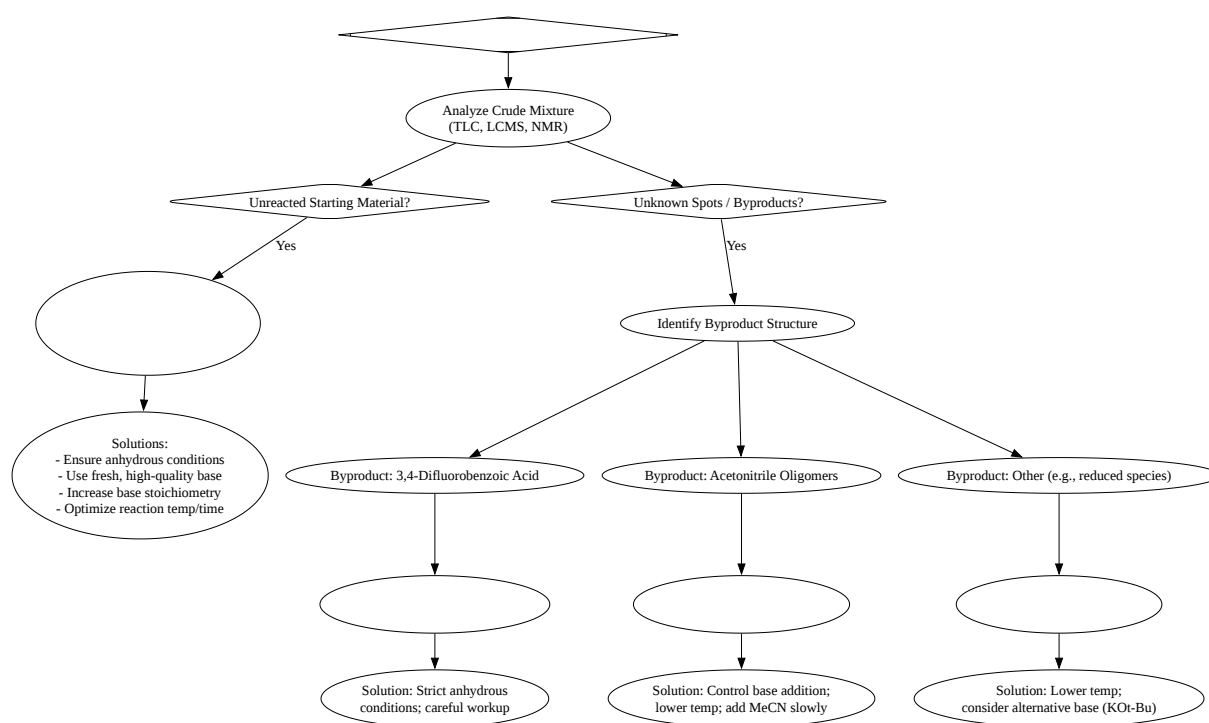 Analyze Crude Mixture
(TLC, LCMS, NMR)
Unreacted Starting Material?
Unknown Spots / Byproducts?
Yes
Yes
Identify Byproduct Structure
Solutions:
- Ensure anhydrous conditions
- Use fresh, high-quality base
- Increase base stoichiometry
- Optimize reaction temp/time
Byproduct: 3,4-Difluorobenzoic Acid
Byproduct: Acetonitrile Oligomers
Byproduct: Other (e.g., reduced species)
Solution: Strict anhydrous
conditions; careful workup
Solution: Control base addition;
lower temp; add MeCN slowly
Solution: Lower temp;
consider alternative base (KOt-Bu)